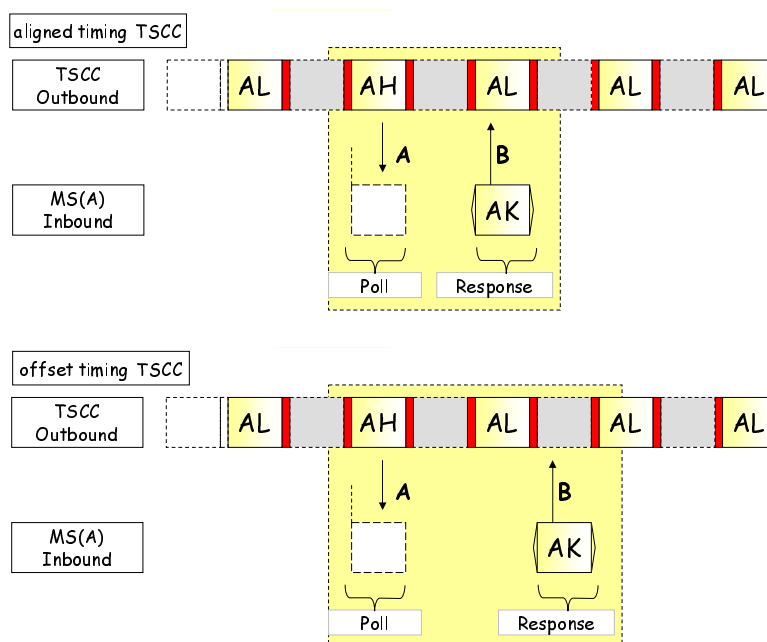 aligned timing TSCC
TSCC
Outbound
AL AH AL AL AL
A B
MS(A)
Inbound
AK
Poll Response
offset timing TSCC
TSCC
Outbound
AL AH AL AL AL
A B
MS(A)
Inbound
AK
Poll Response